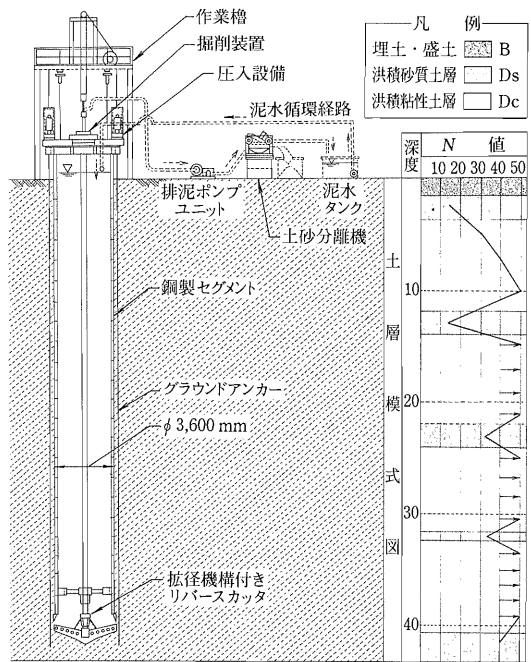 作業櫓
掘削装置
圧入設備
泥水循環経路
排泥ポンプ
ユニット
泥水
タンク
土砂分離機
鋼製セグメント
グラウンドアンカー
φ3,600 mm
拡径機構付き
リバースカッタ
凡 例
埋土・盛土 B
洪積砂質土層 Ds
洪積粘性土層 Dc
深度
N 値
10 20 30 40 50
土層模式図
10
20
30
40